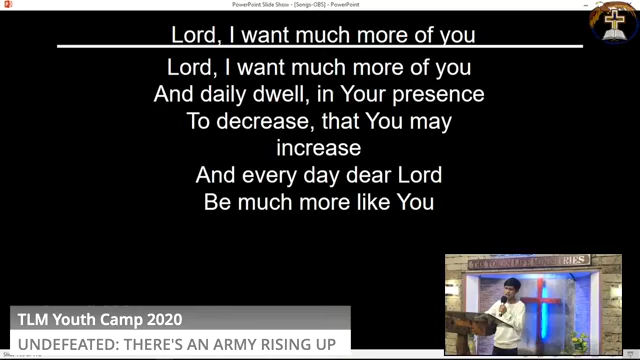 PowerPoint Slide Show - [Songs-OBS] - PowerPoint
Lord, I want much more of you
Lord, I want much more of you
And daily dwell, in Your presence
To decrease, that You may
increase
And every day dear Lord
Be much more like You
TLM Youth Camp 2020
UNDEFEATED: THERE'S AN ARMY RISING UP